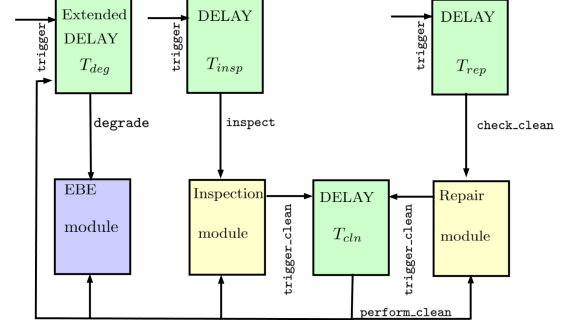 Extended
DELAY
T_deg
trigger
DELAY
T_insp
trigger
DELAY
T_rep
trigger
degrade
inspect
check_clean
EBE
module
Inspection
module
DELAY
T_cln
Repair
module
trigger_clean
trigger_clean
perform_clean